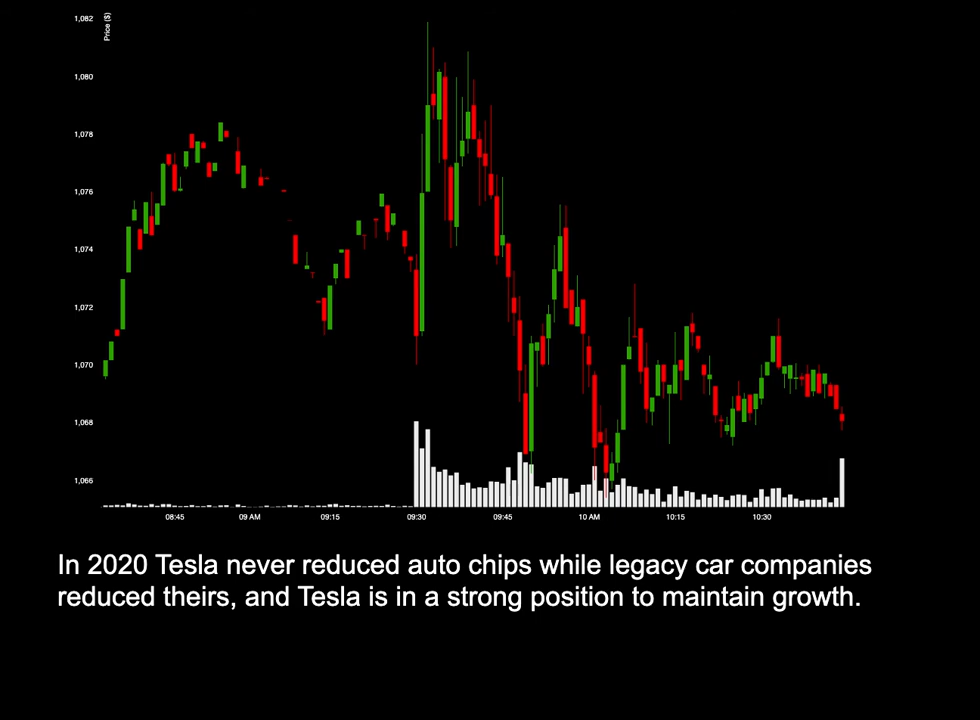 Price ($)
1,082
1,080
1,078
1,076
1,074
1,072
1,070
1,068
1,066
08:45 09 AM 09:15 09:30 09:45 10 AM 10:15 10:30
In 2020 Tesla never reduced auto chips while legacy car companies
reduced theirs, and Tesla is in a strong position to maintain growth.